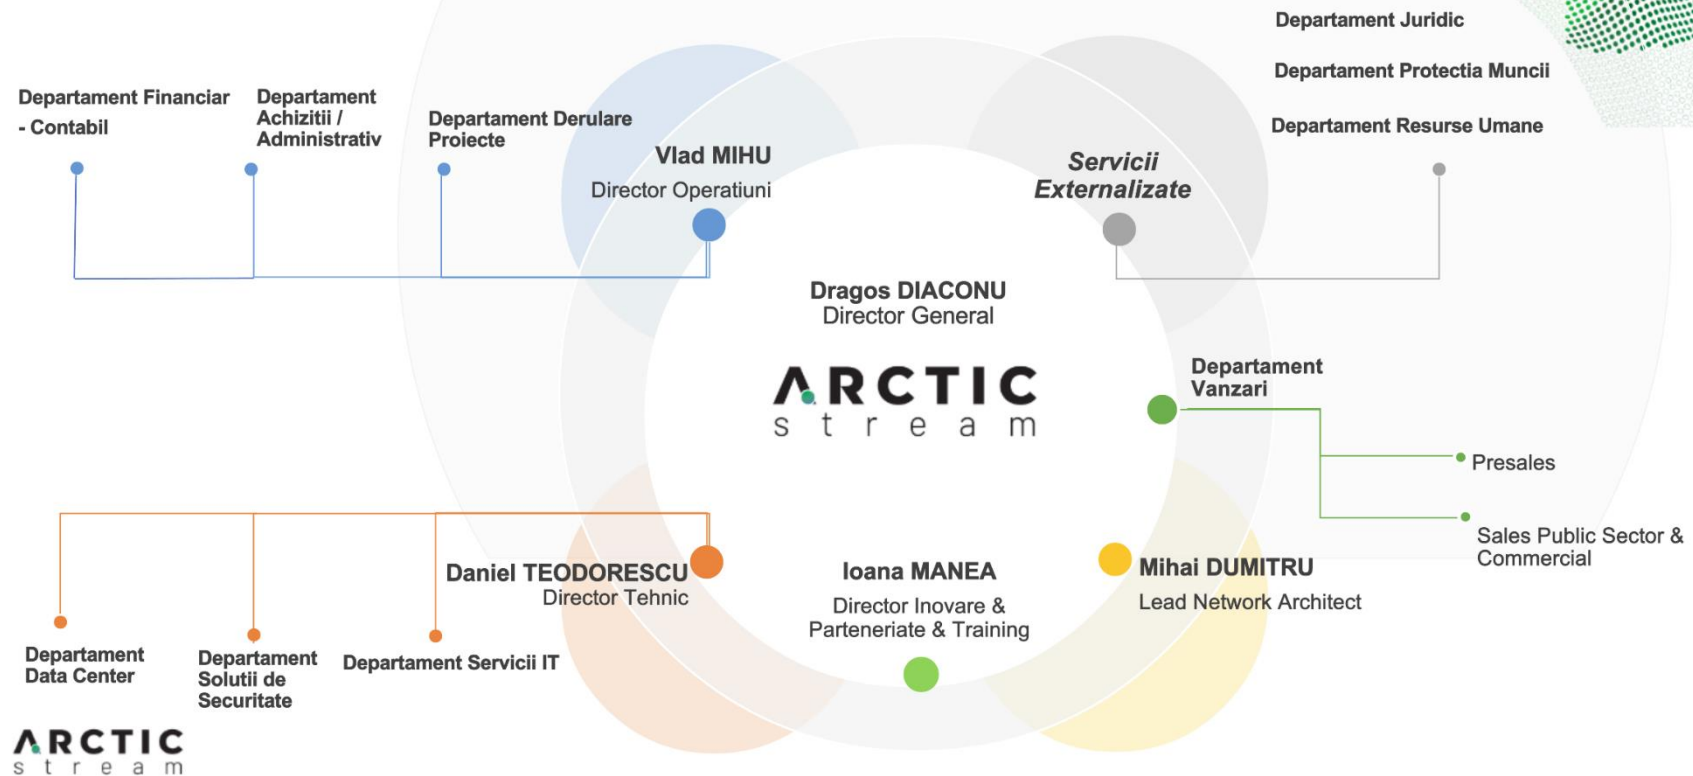 Departament Financiar
- Contabil
Departament
Achizitii /
Administrativ
Departament Derulare
Proiecte
Vlad MIHU
Director Operatiuni
Servicii
Externalizate
Departament Juridic
Departament Protectia Muncii
Departament Resurse Umane
Dragos DIACONU
Director General
ARCTIC
stream
Departament
Vanzari
Presales
Sales Public Sector &
Commercial
Daniel TEODORESCU
Director Tehnic
Departament
Data Center
Departament
Solutii de
Securitate
Departament Servicii IT
Ioana MANEA
Director Inovare &
Parteneriate & Training
Mihai DUMITRU
Lead Network Architect
ARCTIC
stream